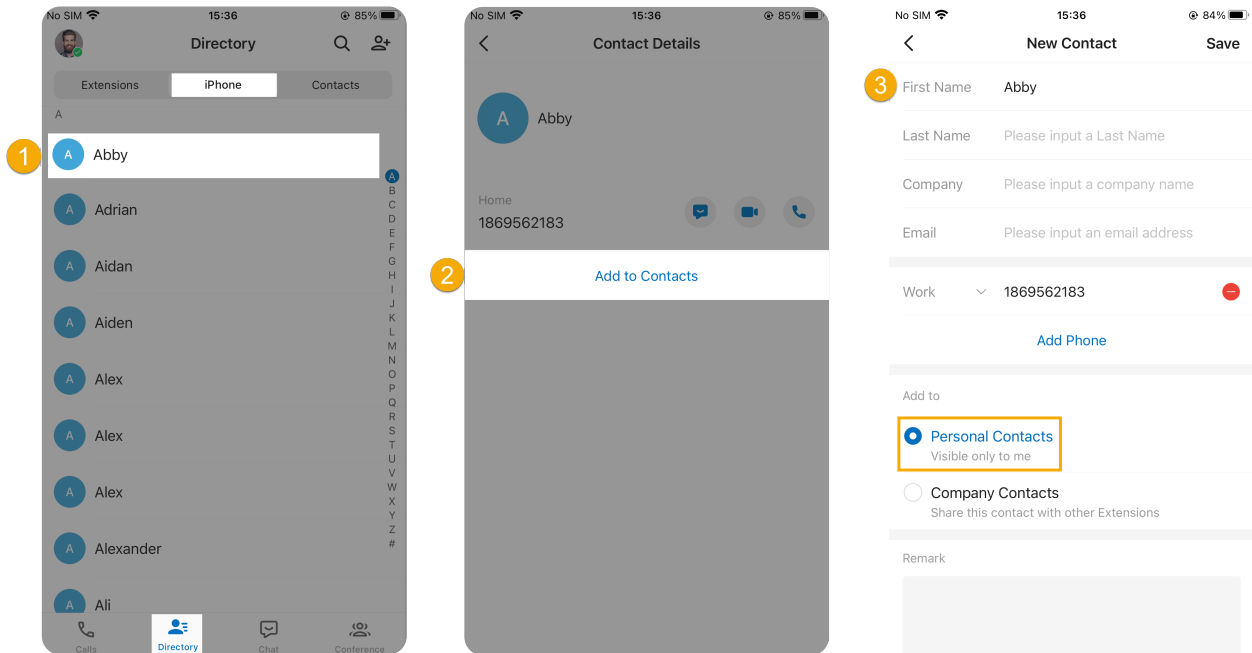 No SIM 15:36 85%
Directory
Extensions iPhone Contacts
A
1
A Abby
A Adrian
A Aidan
A Aiden
A Alex
A Alex
A Alex
A Alexander
A Ali
A
B
C
D
E
F
G
H
I
J
K
L
M
N
O
P
Q
R
S
T
U
V
W
X
Y
Z
#
Calls Directory Chat Conference
No SIM 15:36 85%
Contact Details
A Abby
Home
1869562183
2
Add to Contacts
No SIM 15:36 84%
New Contact Save
3
First Name Abby
Last Name Please input a Last Name
Company Please input a company name
Email Please input an email address
Work 1869562183
Add Phone
Add to
Personal Contacts
Visible only to me
Company Contacts
Share this contact with other Extensions
Remark